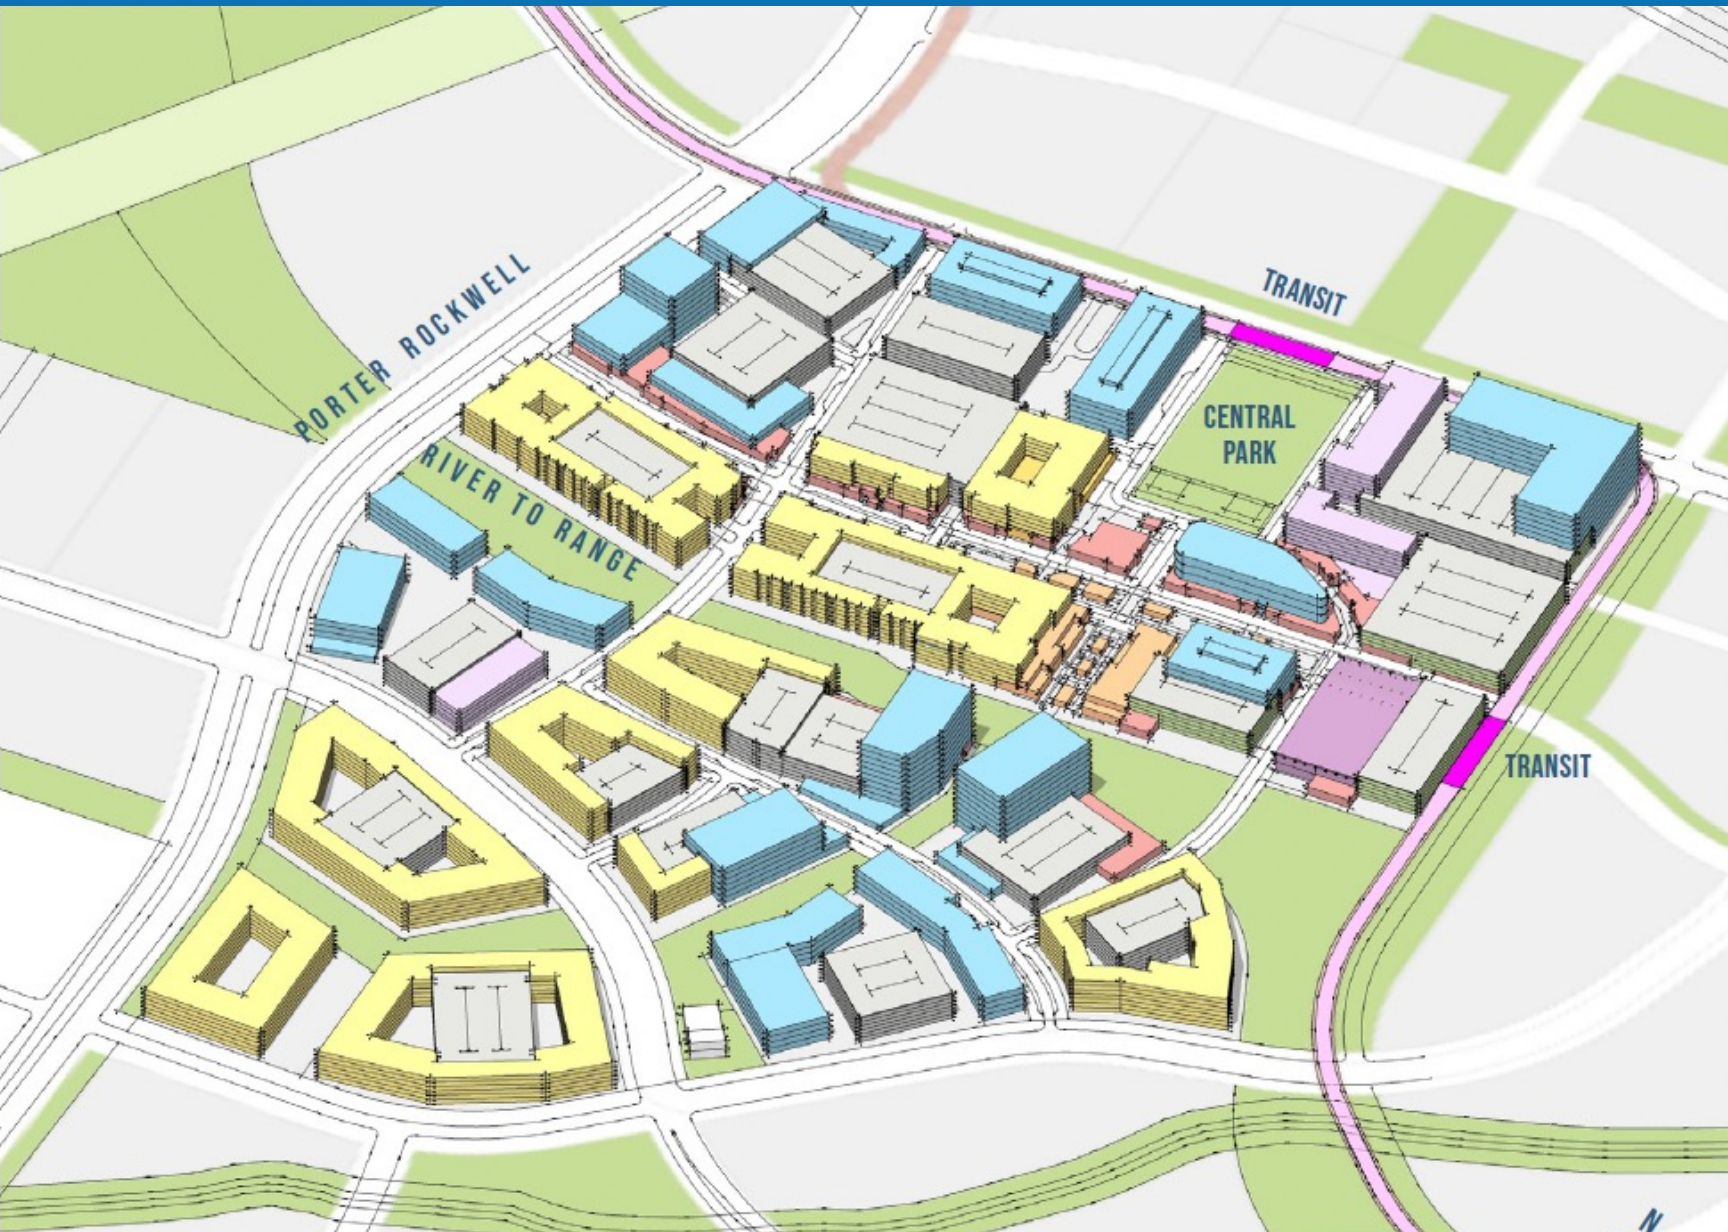 TRANSIT
PORTER ROCKWELL
CENTRAL
PARK
RIVER TO RANGE
TRANSIT
N